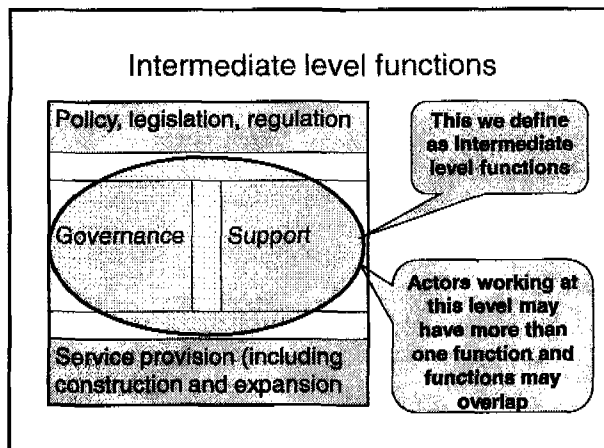 Intermediate level functions
Policy, legislation, regulation
This we define
as Intermediate
level functions
Governance
Support
Actors working at
this level may
have more than
one function and
functions may
overlap
Service provision (including
construction and expansion